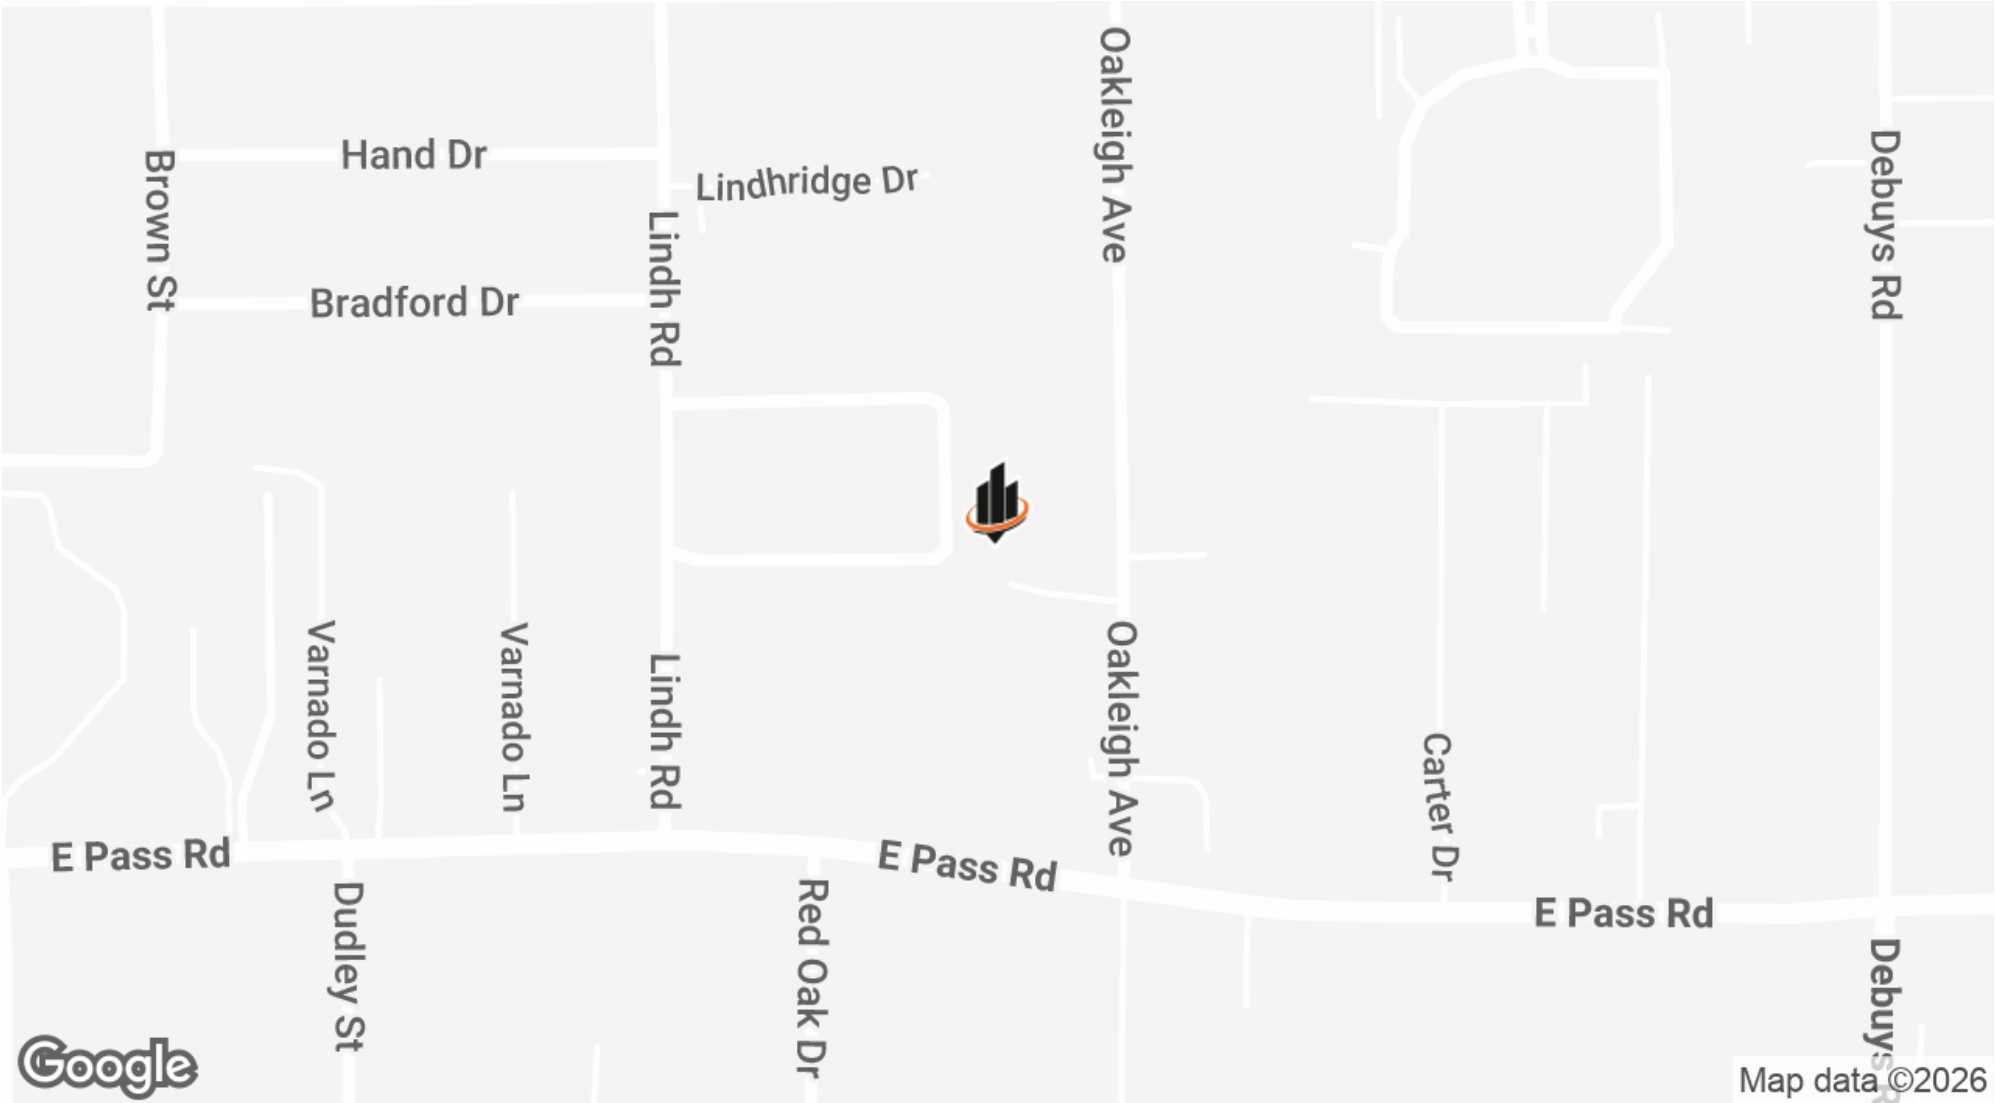 Oakleigh Ave
Hand Dr
Lindhridge Dr
Brown St
Debuys Rd
Lindh Rd
Bradford Dr
Varnado Ln
Varnado Ln
Lindh Rd
Oakleigh Ave
Carter Dr
E Pass Rd
E Pass Rd
E Pass Rd
Dudley St
Red Oak Dr
Debuys R
Google
Map data ©2026